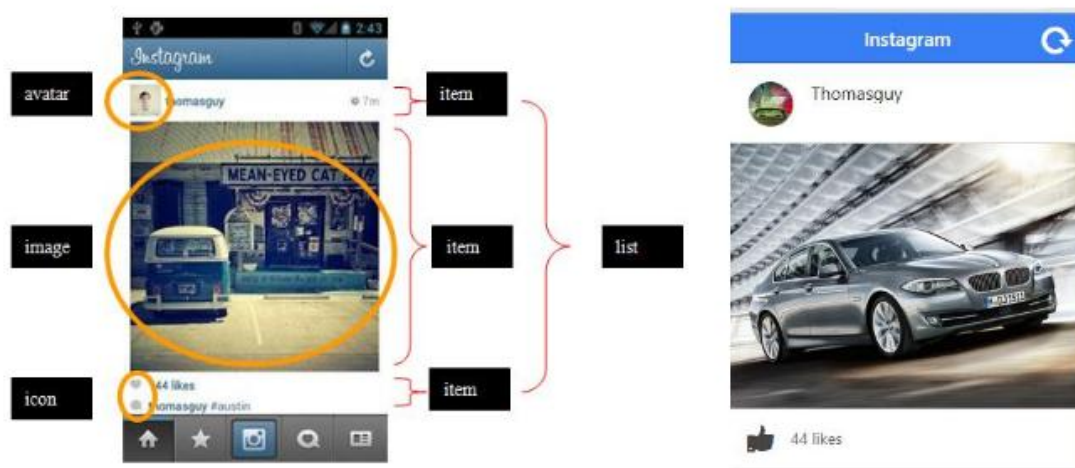 2:43
Instagram
avatar
thomasguy
7m
item
MEAN-EYED CAT BAR
image
item
list
icon
44 likes
thomasguy #austin
item
Instagram
Thomasguy
44 likes